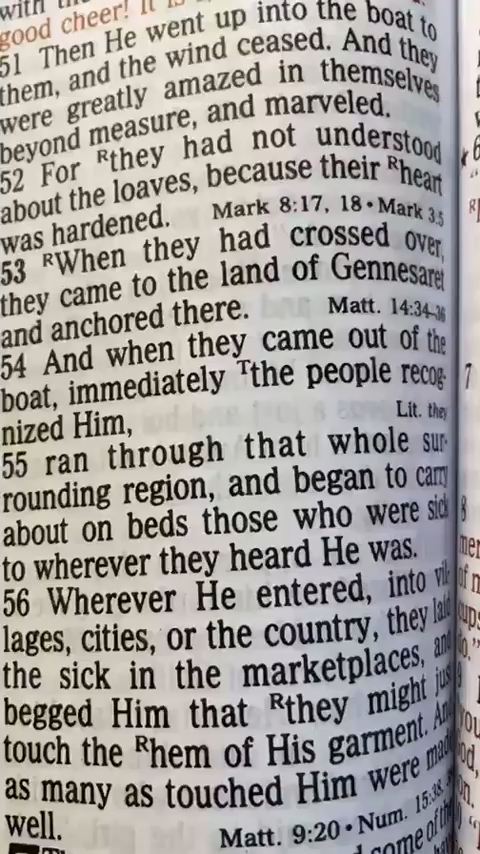 with the
good cheer! It is
51 Then He went up into the boat to
them, and the wind ceased. And they
were greatly amazed in themselves
beyond measure, and marveled.
52 For Rthey had not understood
about the loaves, because their Rheart
was hardened. Mark 8:17, 18 • Mark 3:5
53 RWhen they had crossed over,
they came to the land of Gennesaret
and anchored there. Matt. 14:34–36
54 And when they came out of the
boat, immediately Tthe people recog-
nized Him, Lit. they
55 ran through that whole sur-
rounding region, and began to carry
about on beds those who were sick
to wherever they heard He was.
56 Wherever He entered, into vil-
lages, cities, or the country, they laid
the sick in the marketplaces, and
begged Him that Rthey might just
touch the Rhem of His garment. And
as many as touched Him were made
well. Matt. 9:20 • Num. 15:38,
come of the